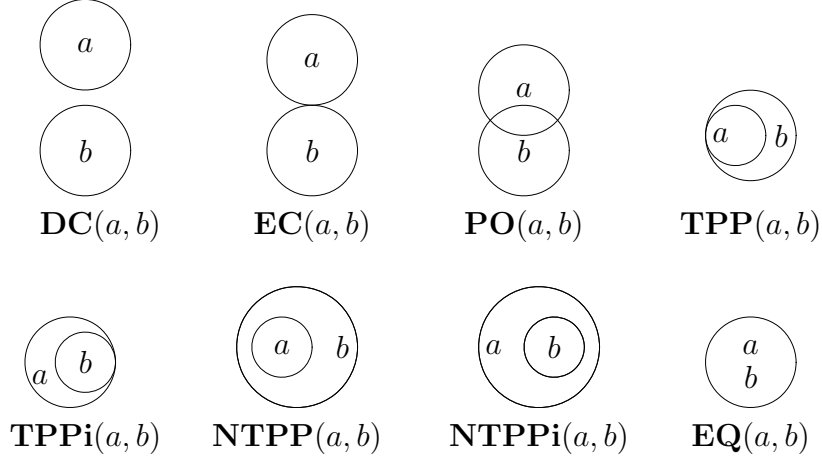 a a a
b b b a b
DC(a, b) EC(a, b) PO(a, b) TPP(a, b)
a b a b a b a
b
TPPi(a, b) NTPP(a, b) NTPPi(a, b) EQ(a, b)